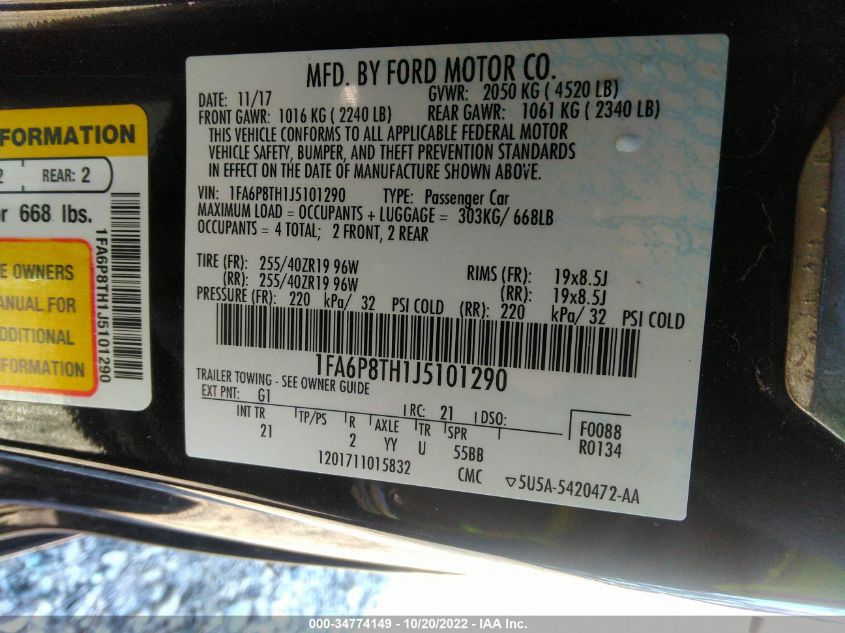 MFD. BY FORD MOTOR CO.
DATE: 11/17 GVWR: 2050 KG ( 4520 LB)
FRONT GAWR: 1016 KG ( 2240 LB) REAR GAWR: 1061 KG ( 2340 LB)
THIS VEHICLE CONFORMS TO ALL APPLICABLE FEDERAL MOTOR
VEHICLE SAFETY, BUMPER, AND THEFT PREVENTION STANDARDS
IN EFFECT ON THE DATE OF MANUFACTURE SHOWN ABOVE.
VIN: 1FA6P8TH1J5101290 TYPE: Passenger Car
MAXIMUM LOAD = OCCUPANTS + LUGGAGE = 303KG/ 668LB
OCCUPANTS = 4 TOTAL; 2 FRONT, 2 REAR
TIRE (FR): 255/40ZR19 96W RIMS (FR): 19x8.5J
(RR): 255/40ZR19 96W (RR): 19x8.5J
PRESSURE (FR): 220 kPa/ 32 PSI COLD (RR): 220 kPa/ 32 PSI COLD
1FA6P8TH1J5101290
TRAILER TOWING - SEE OWNER GUIDE
EXT PNT: G1 RC: 21 DSO: F0088
INT TR TP/PS R AXLE TR SPR R0134
21 2 YY U 55BB
1201711015832 CMC 5U5A-5420472-AA
FORMATION
2 REAR: 2
r 668 lbs.
E OWNERS
ANUAL FOR
DDITIONAL
FORMATION
1FA6P8TH1J5101290
000-34774149 - 10/20/2022 - IAA Inc.